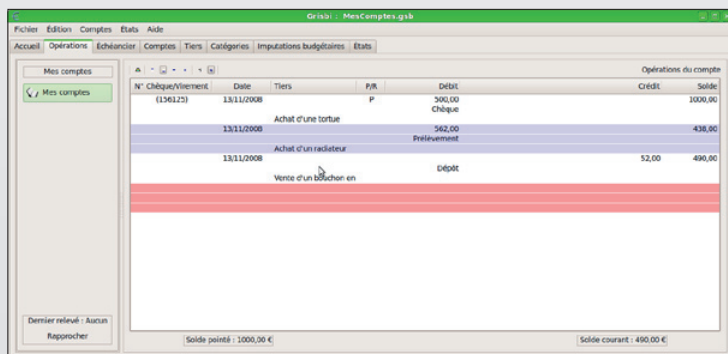 Grisbi : MesComptes.gsb
Fichier Édition Comptes États Aide
Accueil Opérations Echéancier Comptes Tiers Catégories Imputations budgétaires États
Mes comptes
Mes comptes
Dernier relevé : Aucun
Rapprocher
Opérations du compte
N° Chèque/Virement Date Tiers P/R Débit Crédit Solde
(156125) 13/11/2008 P 500,00 1000,00
Chèque
Achat d'une tortue
13/11/2008 562,00 438,00
Prélèvement
Achat d'un radiateur
13/11/2008 52,00 490,00
Dépôt
Vente d'un bouchon en
Solde pointé : 1000,00 € Solde courant : 490,00 €